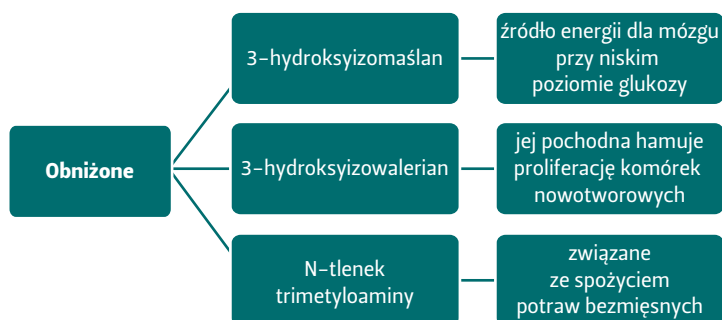 Obniżone
3-hydroksyizomaślan
źródło energii dla mózgu
przy niskim
poziomie glukozy
3-hydroksyizowalerian
jej pochodna hamuje
proliferację komórek
nowotworowych
N-tlenek
trimetyloaminy
związane
ze spożyciem
potraw bezmięsnych